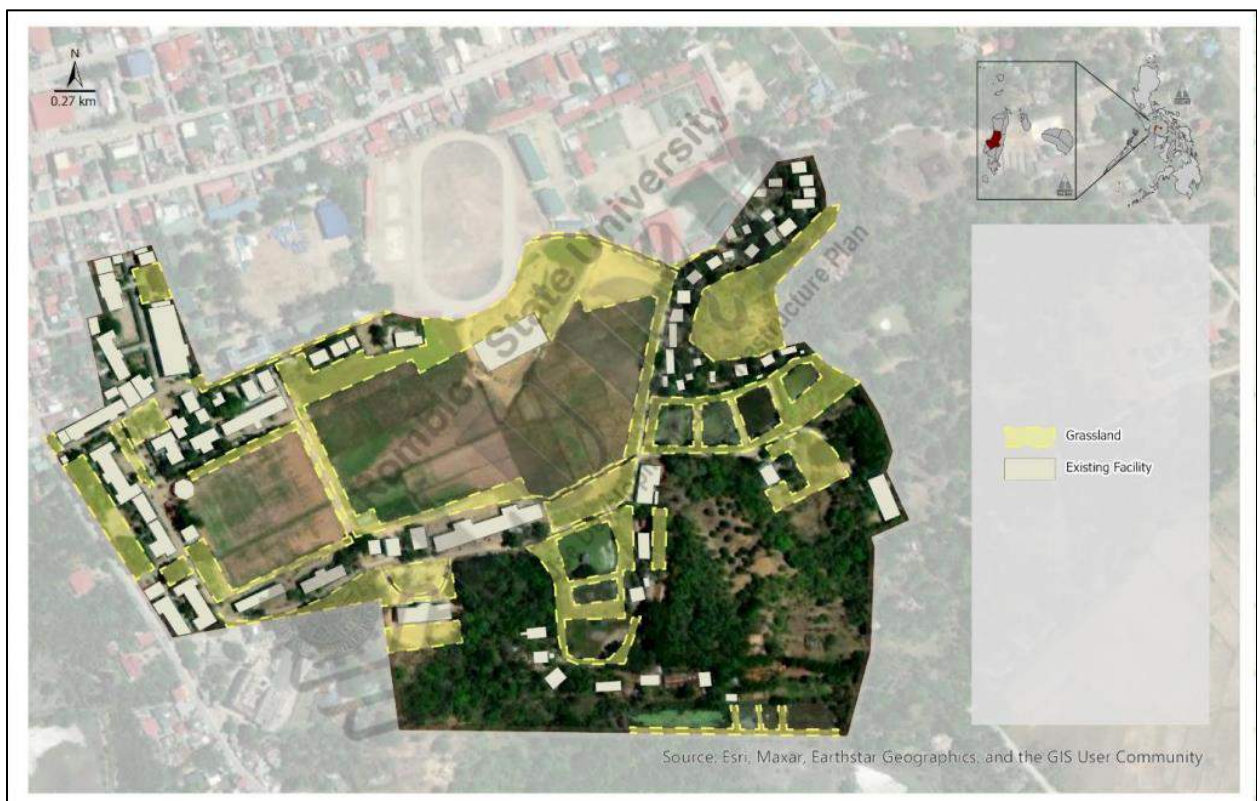 N
0.27 km
State University
structure Plan
Grassland
Existing Facility
Source: Esri, Maxar, Earthstar Geographics, and the GIS User Community